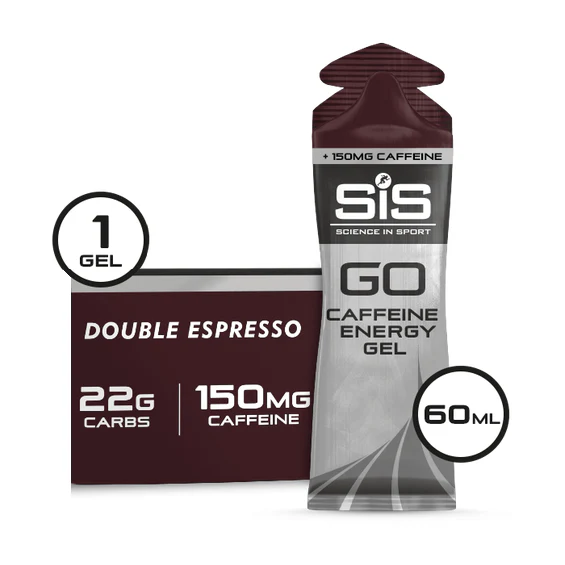 + 150MG CAFFEINE
SiS
SCIENCE IN SPORT
GO
CAFFEINE
ENERGY
GEL
1
GEL
DOUBLE ESPRESSO
22G
CARBS
150MG
CAFFEINE
60ML